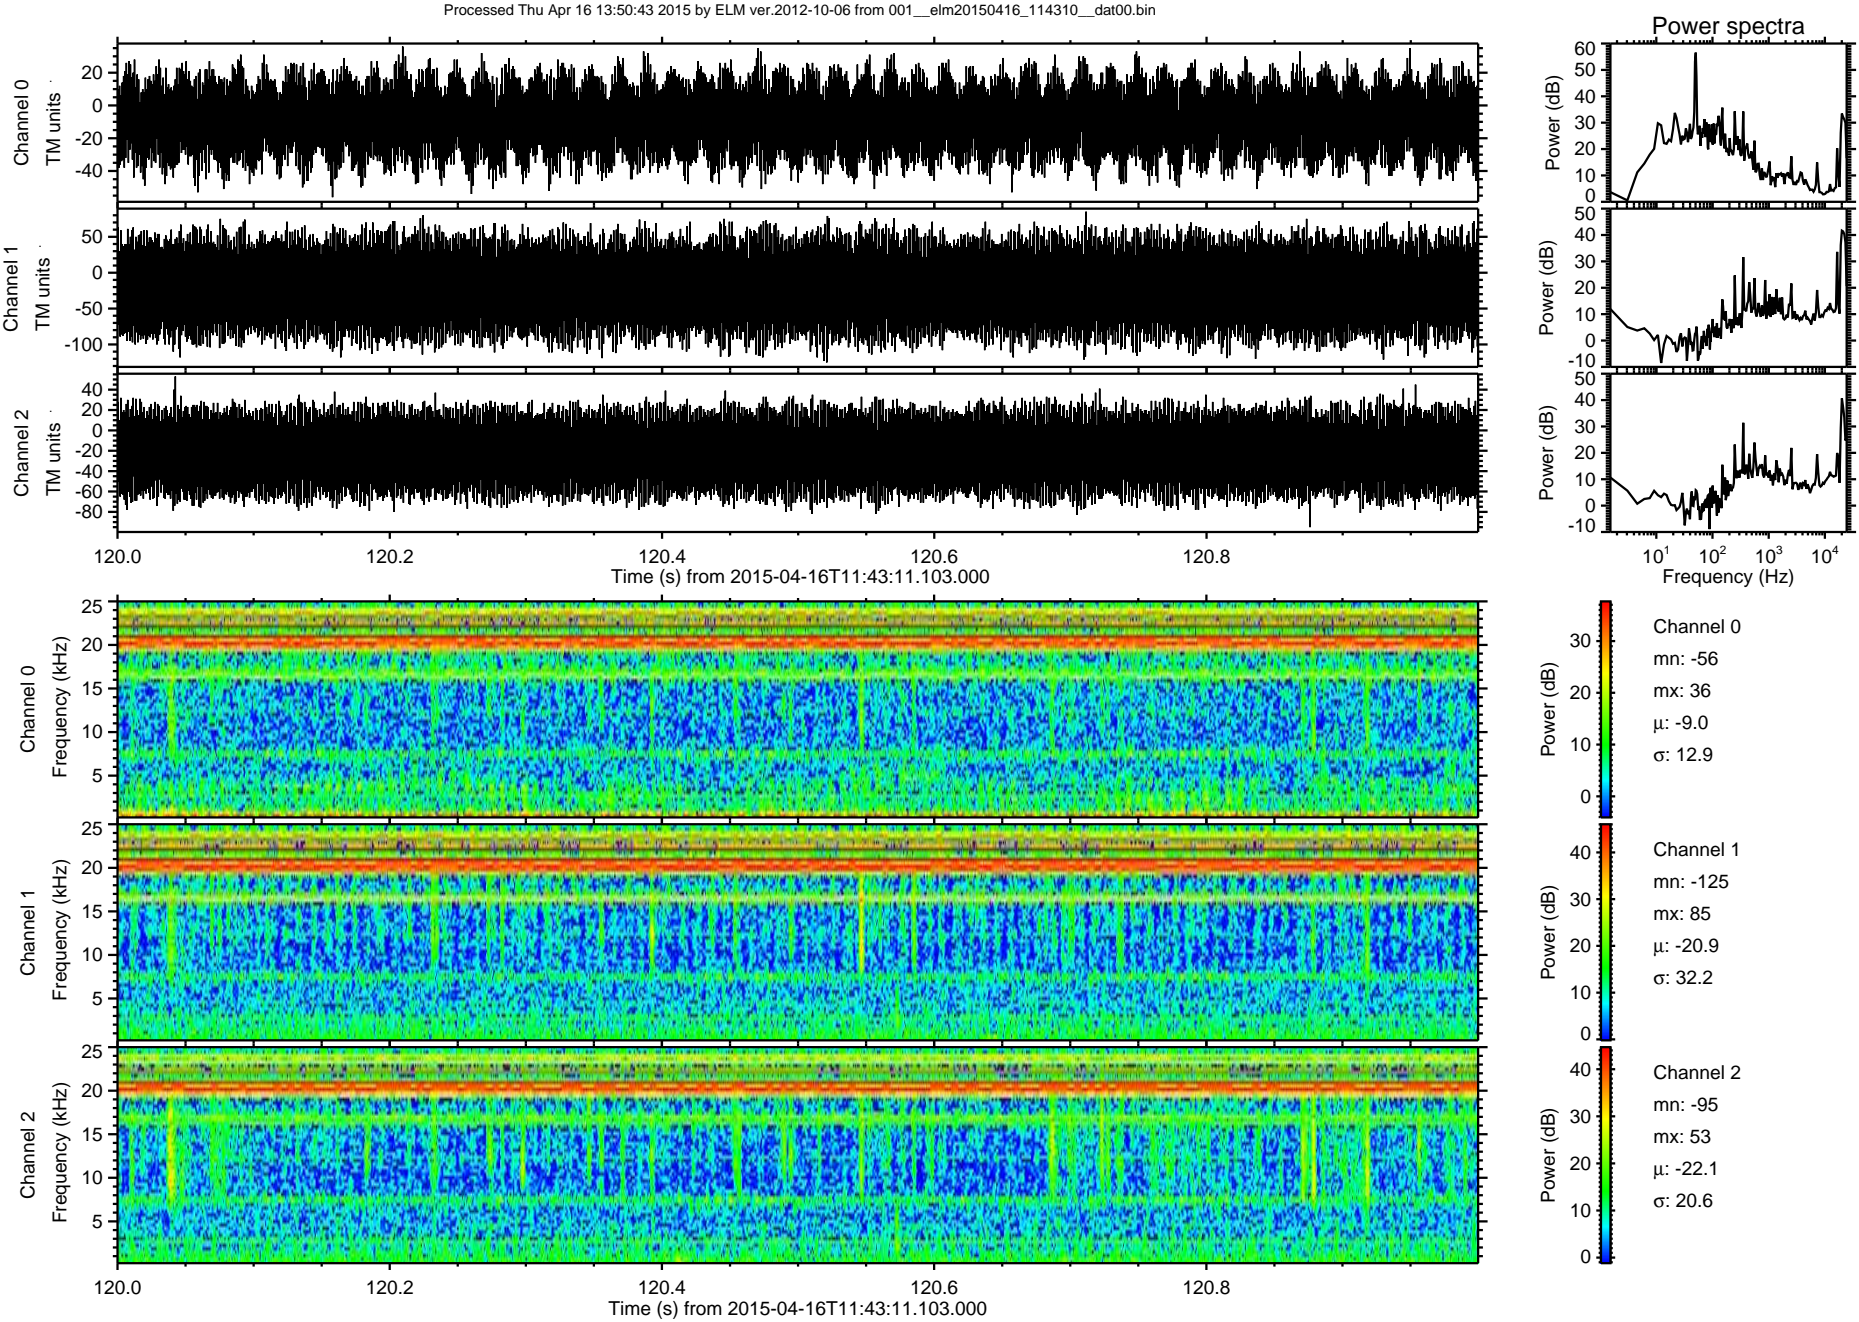 Processed Thu Apr 16 13:50:43 2015 by ELM ver.2012-10-06 from 001__elm20150416_114310__dat00.bin
Power spectra
Channel 0
TM units
20
0
-20
-40
Power (dB)
60
50
40
30
20
10
0
Channel 1
TM units
50
0
-50
-100
Power (dB)
50
40
30
20
10
0
-10
Channel 2
TM units
40
20
0
-20
-40
-60
-80
Power (dB)
50
40
30
20
10
0
-10
120.0 120.2 120.4 120.6 120.8
Time (s) from 2015-04-16T11:43:11.103.000
10¹ 10² 10³ 10⁴
Frequency (Hz)
Channel 0
Frequency (kHz)
25
20
15
10
5
Power (dB)
30
20
10
0
Channel 0
mn: -56
mx: 36
µ: -9.0
σ: 12.9
Channel 1
Frequency (kHz)
25
20
15
10
5
Power (dB)
40
30
20
10
0
Channel 1
mn: -125
mx: 85
µ: -20.9
σ: 32.2
Channel 2
Frequency (kHz)
25
20
15
10
5
Power (dB)
40
30
20
10
0
Channel 2
mn: -95
mx: 53
µ: -22.1
σ: 20.6
120.0 120.2 120.4 120.6 120.8
Time (s) from 2015-04-16T11:43:11.103.000